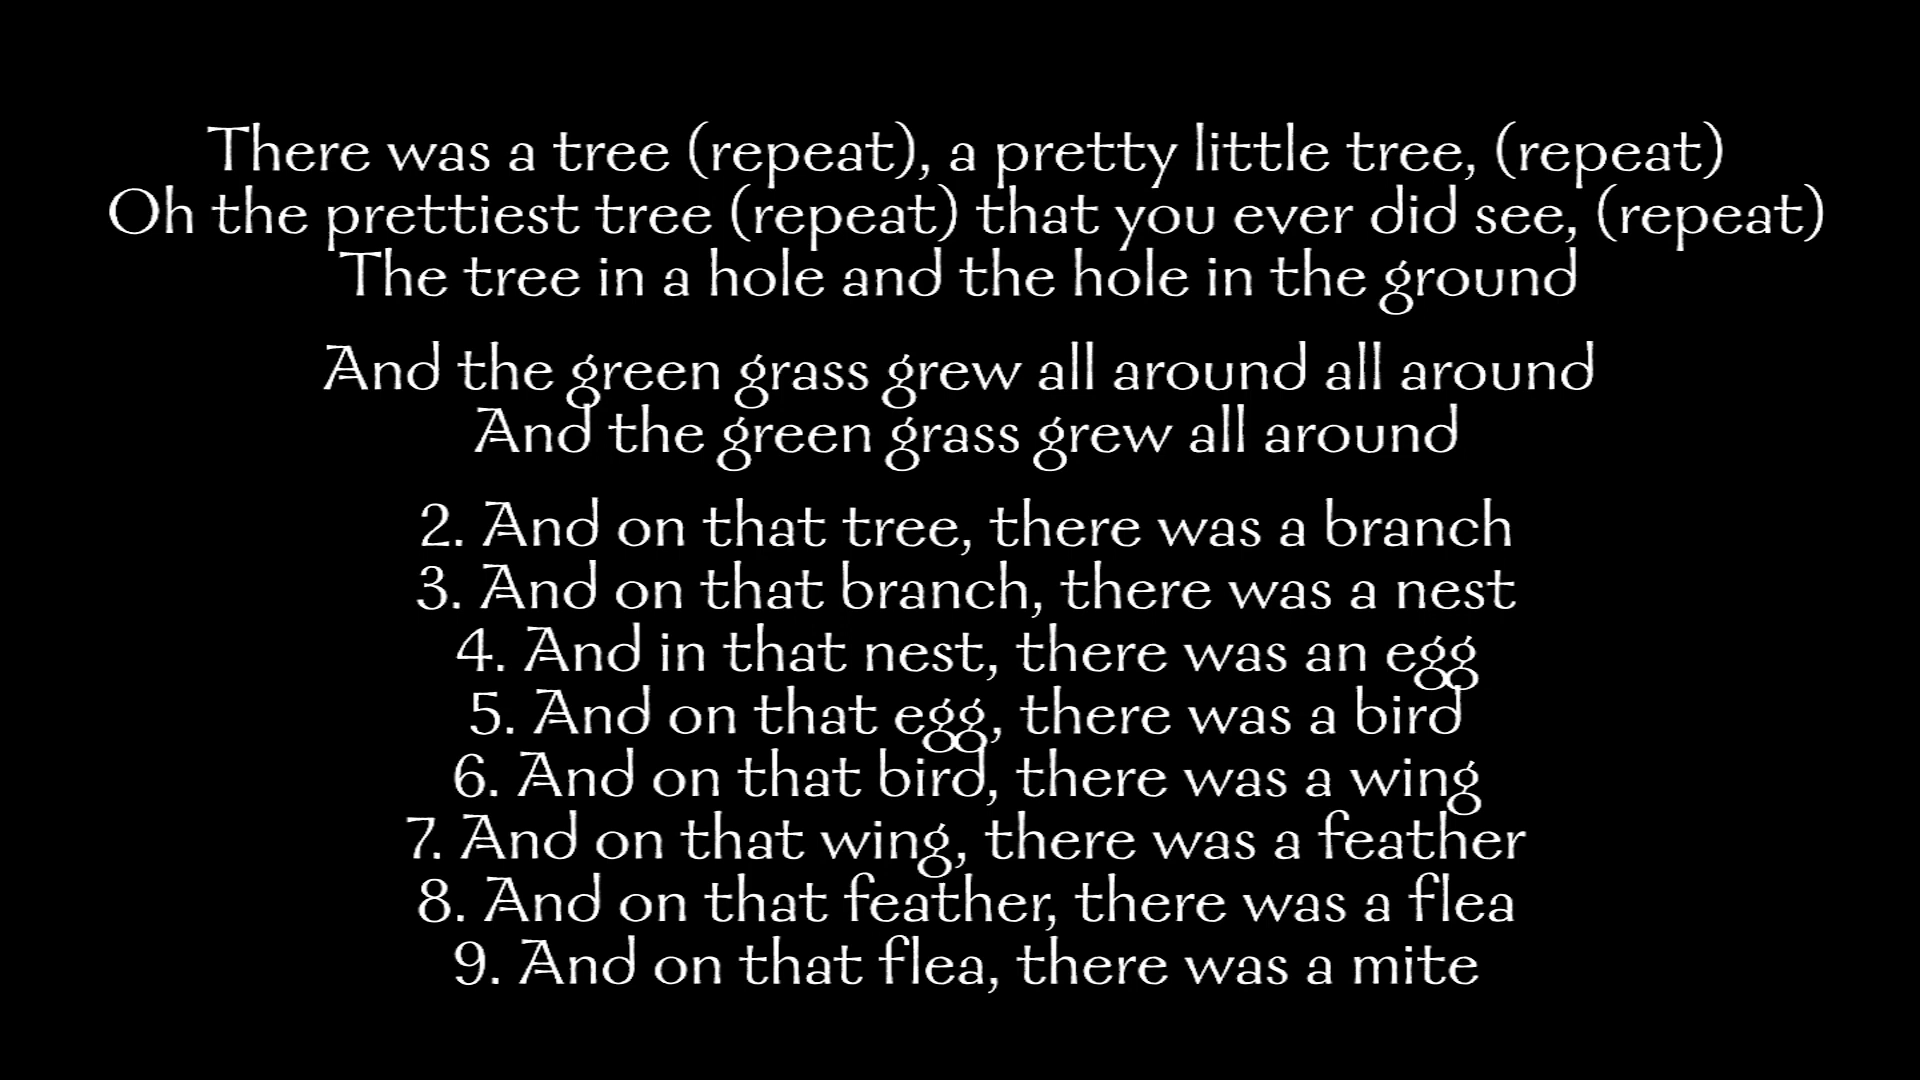 There was a tree (repeat), a pretty little tree, (repeat)
Oh the prettiest tree (repeat) that you ever did see, (repeat)
The tree in a hole and the hole in the ground
And the green grass grew all around all around
And the green grass grew all around
2. And on that tree, there was a branch
3. And on that branch, there was a nest
4. And in that nest, there was an egg
5. And on that egg, there was a bird
6. And on that bird, there was a wing
7. And on that wing, there was a feather
8. And on that feather, there was a flea
9. And on that flea, there was a mite